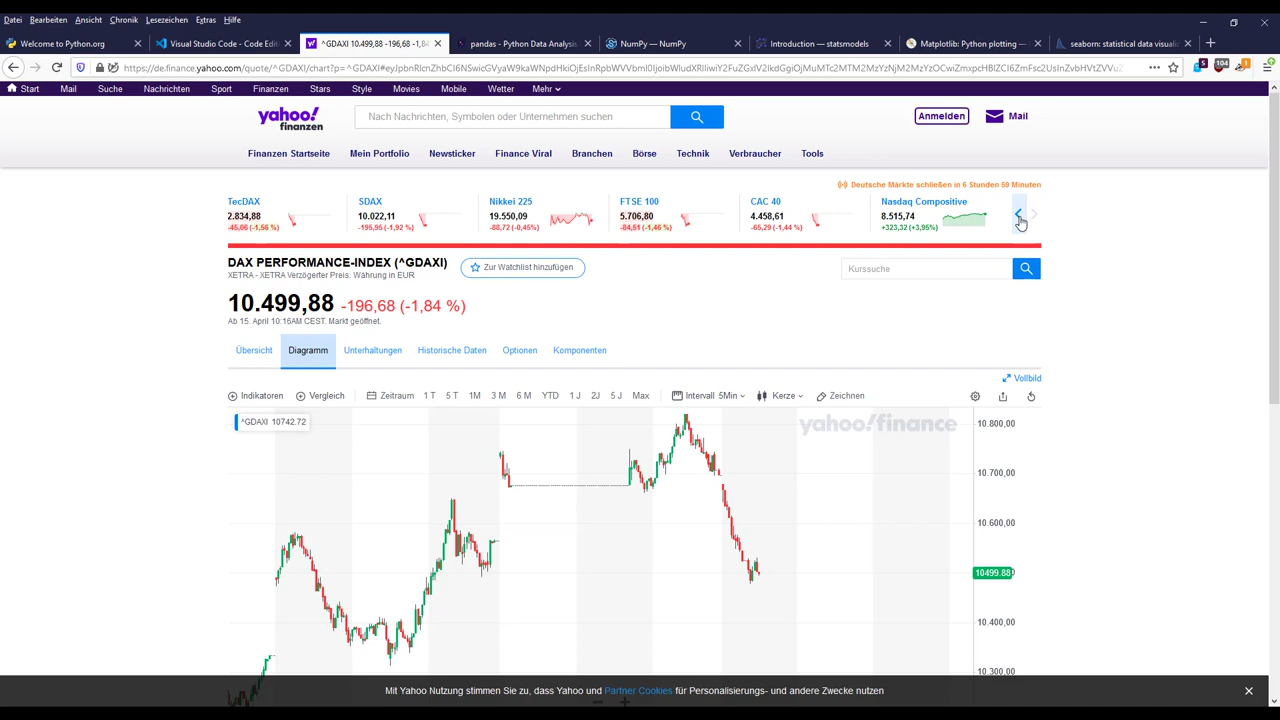 Datei Bearbeiten Ansicht Chronik Lesezeichen Extras Hilfe
Welcome to Python.org
Visual Studio Code - Code Edit
^GDAXI 10.499,88 -196,68 -1,84
pandas - Python Data Analysis
NumPy — NumPy
Introduction — statsmodels
Matplotlib: Python plotting —
seaborn: statistical data visuali
5 104 1
Start Mail Suche Nachrichten Sport Finanzen Stars Style Movies Mobile Wetter Mehr
yahoo!
finanzen
Nach Nachrichten, Symbolen oder Unternehmen suchen
Anmelden
Mail
Finanzen Startseite Mein Portfolio Newsticker Finance Viral Branchen Börse Technik Verbraucher Tools
Deutsche Märkte schließen in 6 Stunden 59 Minuten
TecDAX
2.834,88
-45,06 (-1,56 %)
SDAX
10.022,11
-195,95 (-1,92 %)
Nikkei 225
19.550,09
-88,72 (-0,45%)
FTSE 100
5.706,80
-84,51 (-1,46 %)
CAC 40
4.458,61
-65,29 (-1,44 %)
Nasdaq Composite
8.515,74
+323,32 (+3,95%)
DAX PERFORMANCE-INDEX (^GDAXI)
XETRA - XETRA Verzögerter Preis. Währung in EUR
Zur Watchlist hinzufügen
Kurssuche
10.499,88 -196,68 (-1,84 %)
Ab 15. April 10:16AM CEST. Markt geöffnet.
Übersicht Diagramm Unterhaltungen Historische Daten Optionen Komponenten
Vollbild
Indikatoren Vergleich Zeitraum 1 T 5 T 1M 3 M 6 M YTD 1 J 2J 5 J Max Intervall 5Min Kerze Zeichnen
^GDAXI 10742.72
yahoo!finance
10.800,00
10.700,00
10.600,00
10499.88
10.400,00
10.300,00
Mit Yahoo Nutzung stimmen Sie zu, dass Yahoo und Partner Cookies für Personalisierungs- und andere Zwecke nutzen